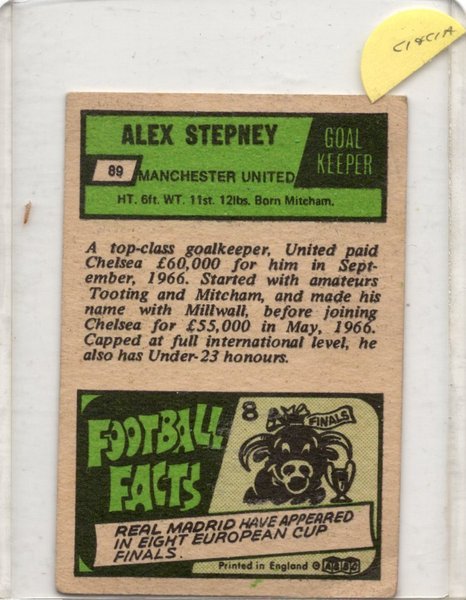 C1&C1A
ALEX STEPNEY
GOAL
KEEPER
89
MANCHESTER UNITED
HT. 6ft. WT. 11st. 12lbs. Born Mitcham.
A top-class goalkeeper, United paid
Chelsea £60,000 for him in Sept-
ember, 1966. Started with amateurs
Tooting and Mitcham, and made his
name with Millwall, before joining
Chelsea for £55,000 in May, 1966.
Capped at full international level, he
also has Under-23 honours.
FOOTBALL
FACTS
8
FINALS
REAL MADRID HAVE APPEARED
IN EIGHT EUROPEAN CUP
FINALS.
Printed in England © A&BC